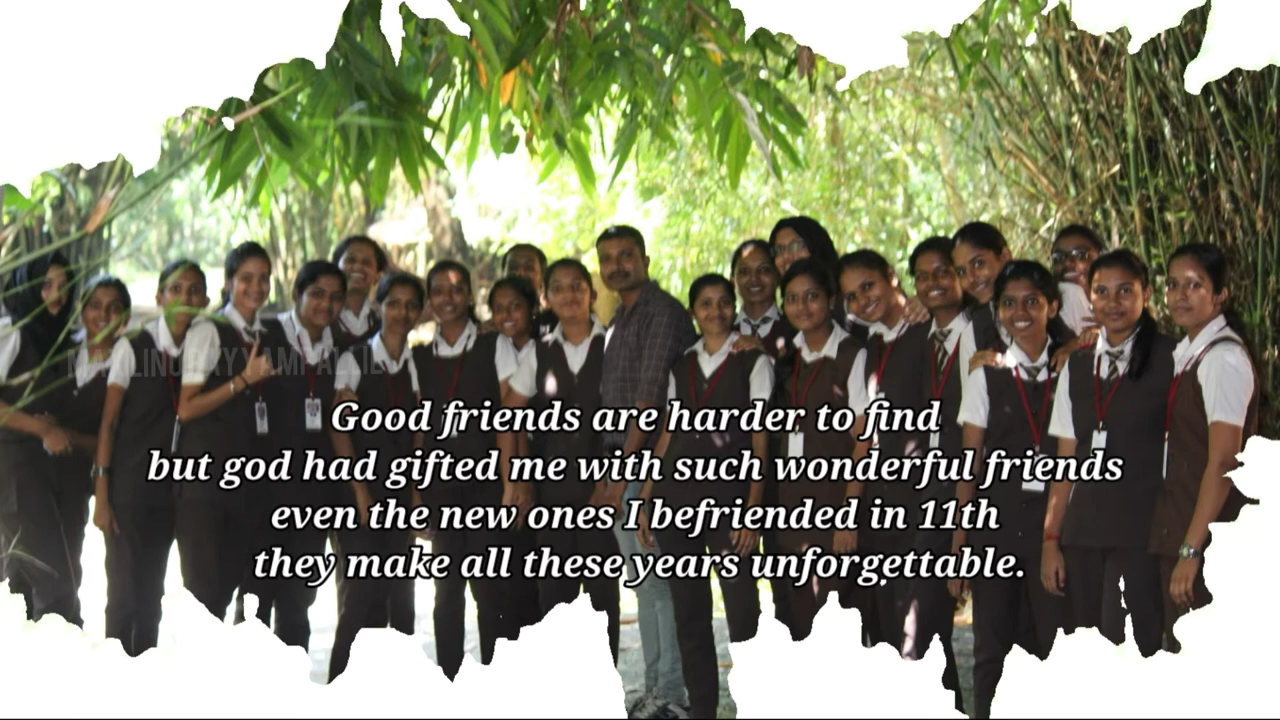 Good friends are harder to find
but god had gifted me with such wonderful friends
even the new ones I befriended in 11th
they make all these years unforgettable.